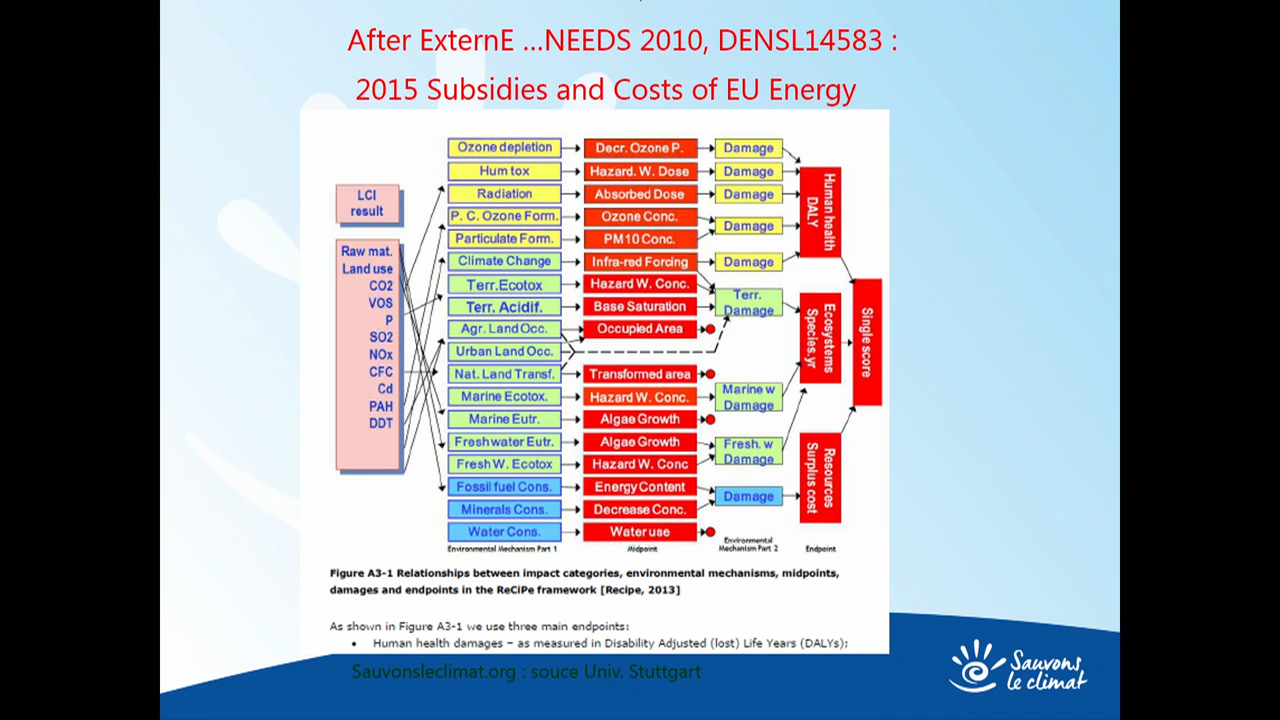 After ExternE ...NEEDS 2010, DENSL14583 :
2015 Subsidies and Costs of EU Energy
LCI
result
Raw mat.
Land use
CO2
VOS
P
SO2
NOx
CFC
Cd
PAH
DDT
Ozone depletion
Hum tox
Radiation
P. C. Ozone Form.
Particulate Form.
Climate Change
Terr.Ecotox
Terr. Acidif.
Agr. Land Occ.
Urban Land Occ.
Nat. Land Transf.
Marine Ecotox.
Marine Eutr.
Freshwater Eutr.
Fresh W. Ecotox
Fossil fuel Cons.
Minerals Cons.
Water Cons.
Environmental Mechanism Part 1
Decr. Ozone P.
Hazard. W. Dose
Absorbed Dose
Ozone Conc.
PM10 Conc.
Infra-red Forcing
Hazard W. Conc.
Base Saturation
Occupied Area
Transformed area
Hazard W. Conc.
Algae Growth
Algae Growth
Hazard W. Conc
Energy Content
Decrease Conc.
Water use
Midpoint
Damage
Damage
Damage
Damage
Damage
Terr.
Damage
Marine w
Damage
Fresh. w
Damage
Damage
Environmental
Mechanism Part 2
Human health
DALY
Ecosystems
Species.yr
Resources
Surplus cost
Endpoint
Single score
Figure A3-1 Relationships between impact categories, environmental mechanisms, midpoints,
damages and endpoints in the ReCiPe framework [Recipe, 2013]
As shown in Figure A3-1 we use three main endpoints:
• Human health damages – as measured in Disability Adjusted (lost) Life Years (DALYs);
Sauvonsleclimat.org : souce Univ. Stuttgart
Sauvons
le climat